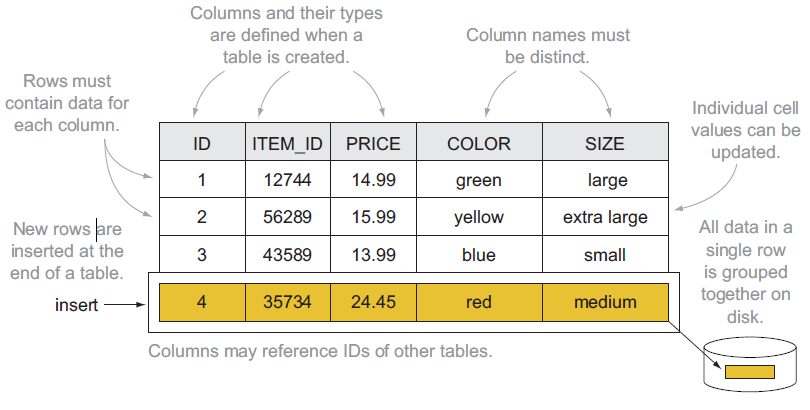 Columns and their types
are defined when a
table is created.
Column names must
be distinct.
Rows must
contain data for
each column.
Individual cell
values can be
updated.
ID ITEM_ID PRICE COLOR SIZE
1 12744 14.99 green large
2 56289 15.99 yellow extra large
3 43589 13.99 blue small
New rows are
inserted at the
end of a table.
All data in a
single row
is grouped
together on
disk.
insert
4 35734 24.45 red medium
Columns may reference IDs of other tables.